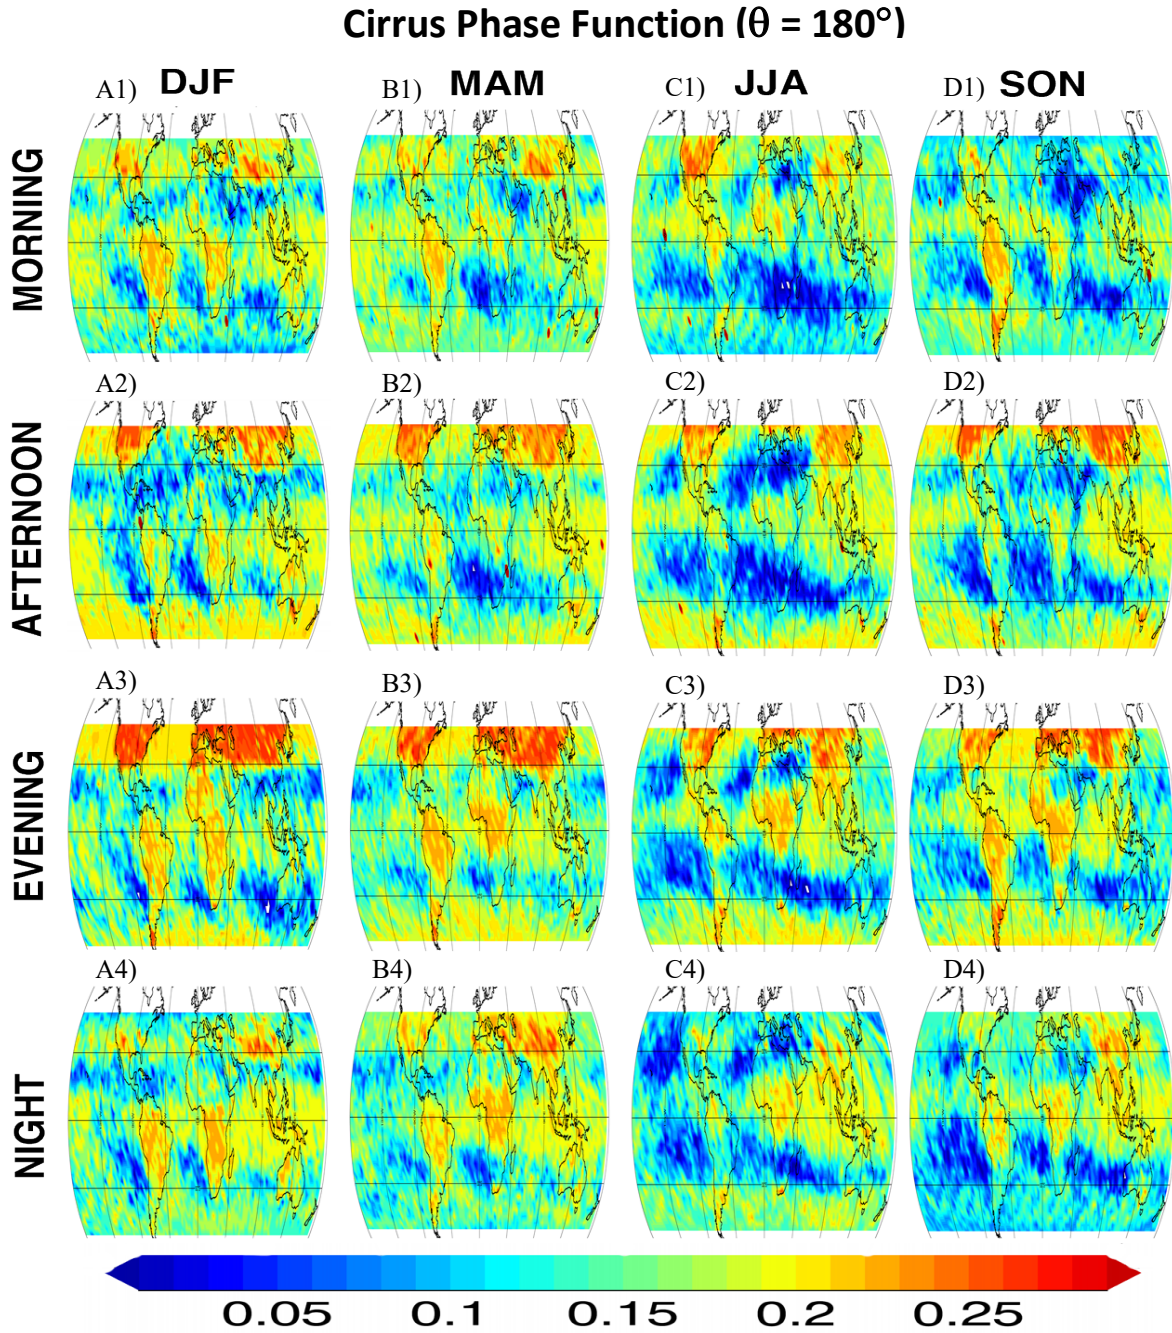 Cirrus Phase Function (θ = 180°)
A1) DJF B1) MAM C1) JJA D1) SON
MORNING
A2) B2) C2) D2)
AFTERNOON
A3) B3) C3) D3)
EVENING
A4) B4) C4) D4)
NIGHT
0.05 0.1 0.15 0.2 0.25